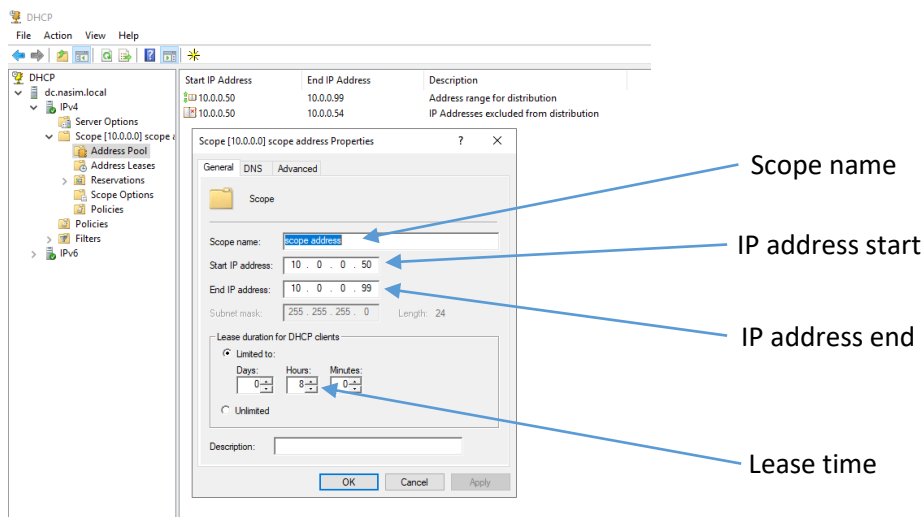 DHCP
File Action View Help
DHCP
dc.nasim.local
IPv4
Server Options
Scope [10.0.0.0] scope a
Address Pool
Address Leases
Reservations
Scope Options
Policies
Policies
Filters
IPv6
Start IP Address End IP Address Description
10.0.0.50 10.0.0.99 Address range for distribution
10.0.0.50 10.0.0.54 IP Addresses excluded from distribution
Scope [10.0.0.0] scope address Properties ? X
General DNS Advanced
Scope
Scope name: scope address
Start IP address: 10 . 0 . 0 . 50
End IP address: 10 . 0 . 0 . 99
Subnet mask: 255 . 255 . 255 . 0 Length: 24
Lease duration for DHCP clients
Limited to:
Days: Hours: Minutes:
0 8 0
Unlimited
Description:
OK Cancel Apply
Scope name
IP address start
IP address end
Lease time